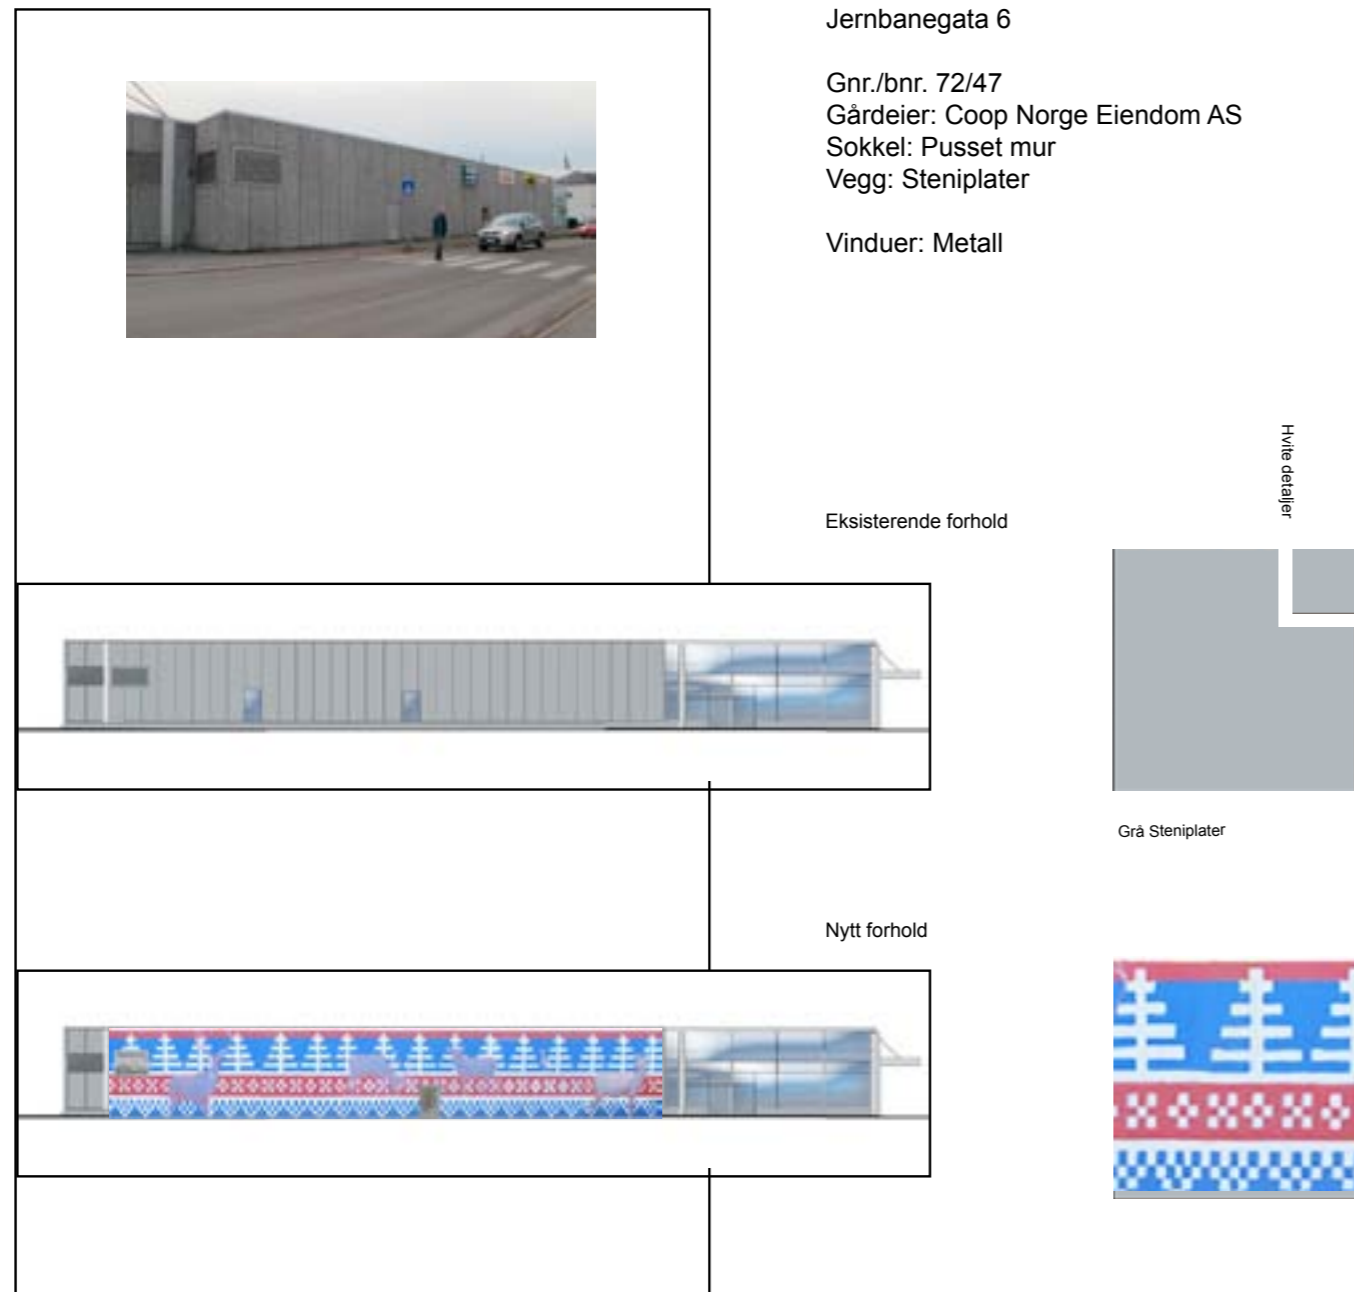 Jernbanegata 6
Gnr./bnr. 72/47
Gårdeier: Coop Norge Eiendom AS
Sokkel: Pusset mur
Vegg: Steniplater
Vinduer: Metall
Hvite detaljer
Eksisterende forhold
Grå Steniplater
Nytt forhold